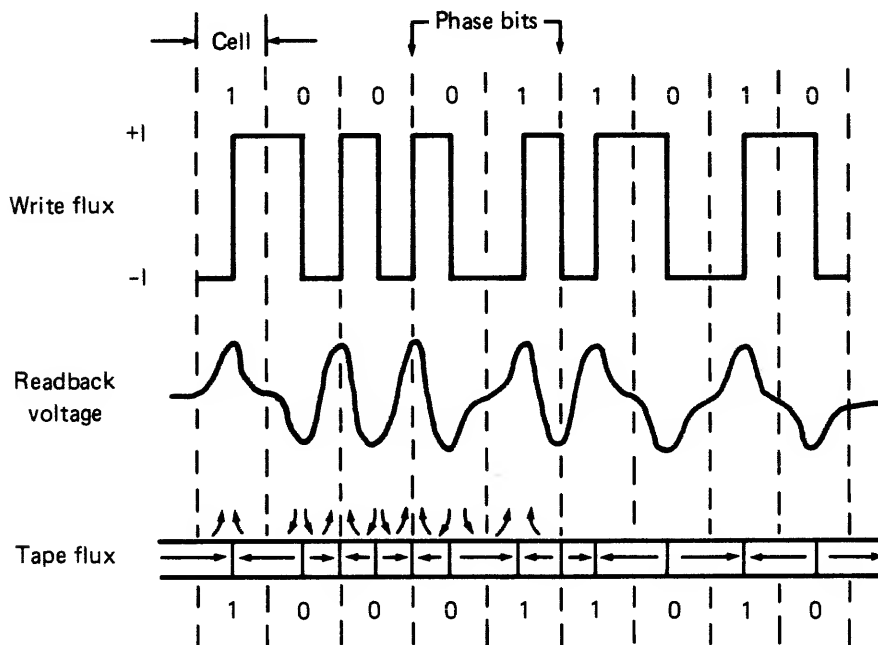 Phase bits
Cell
1 0 0 0 1 1 0 1 0
+I
Write flux
-I
Readback
voltage
Tape flux
1 0 0 0 1 1 0 1 0